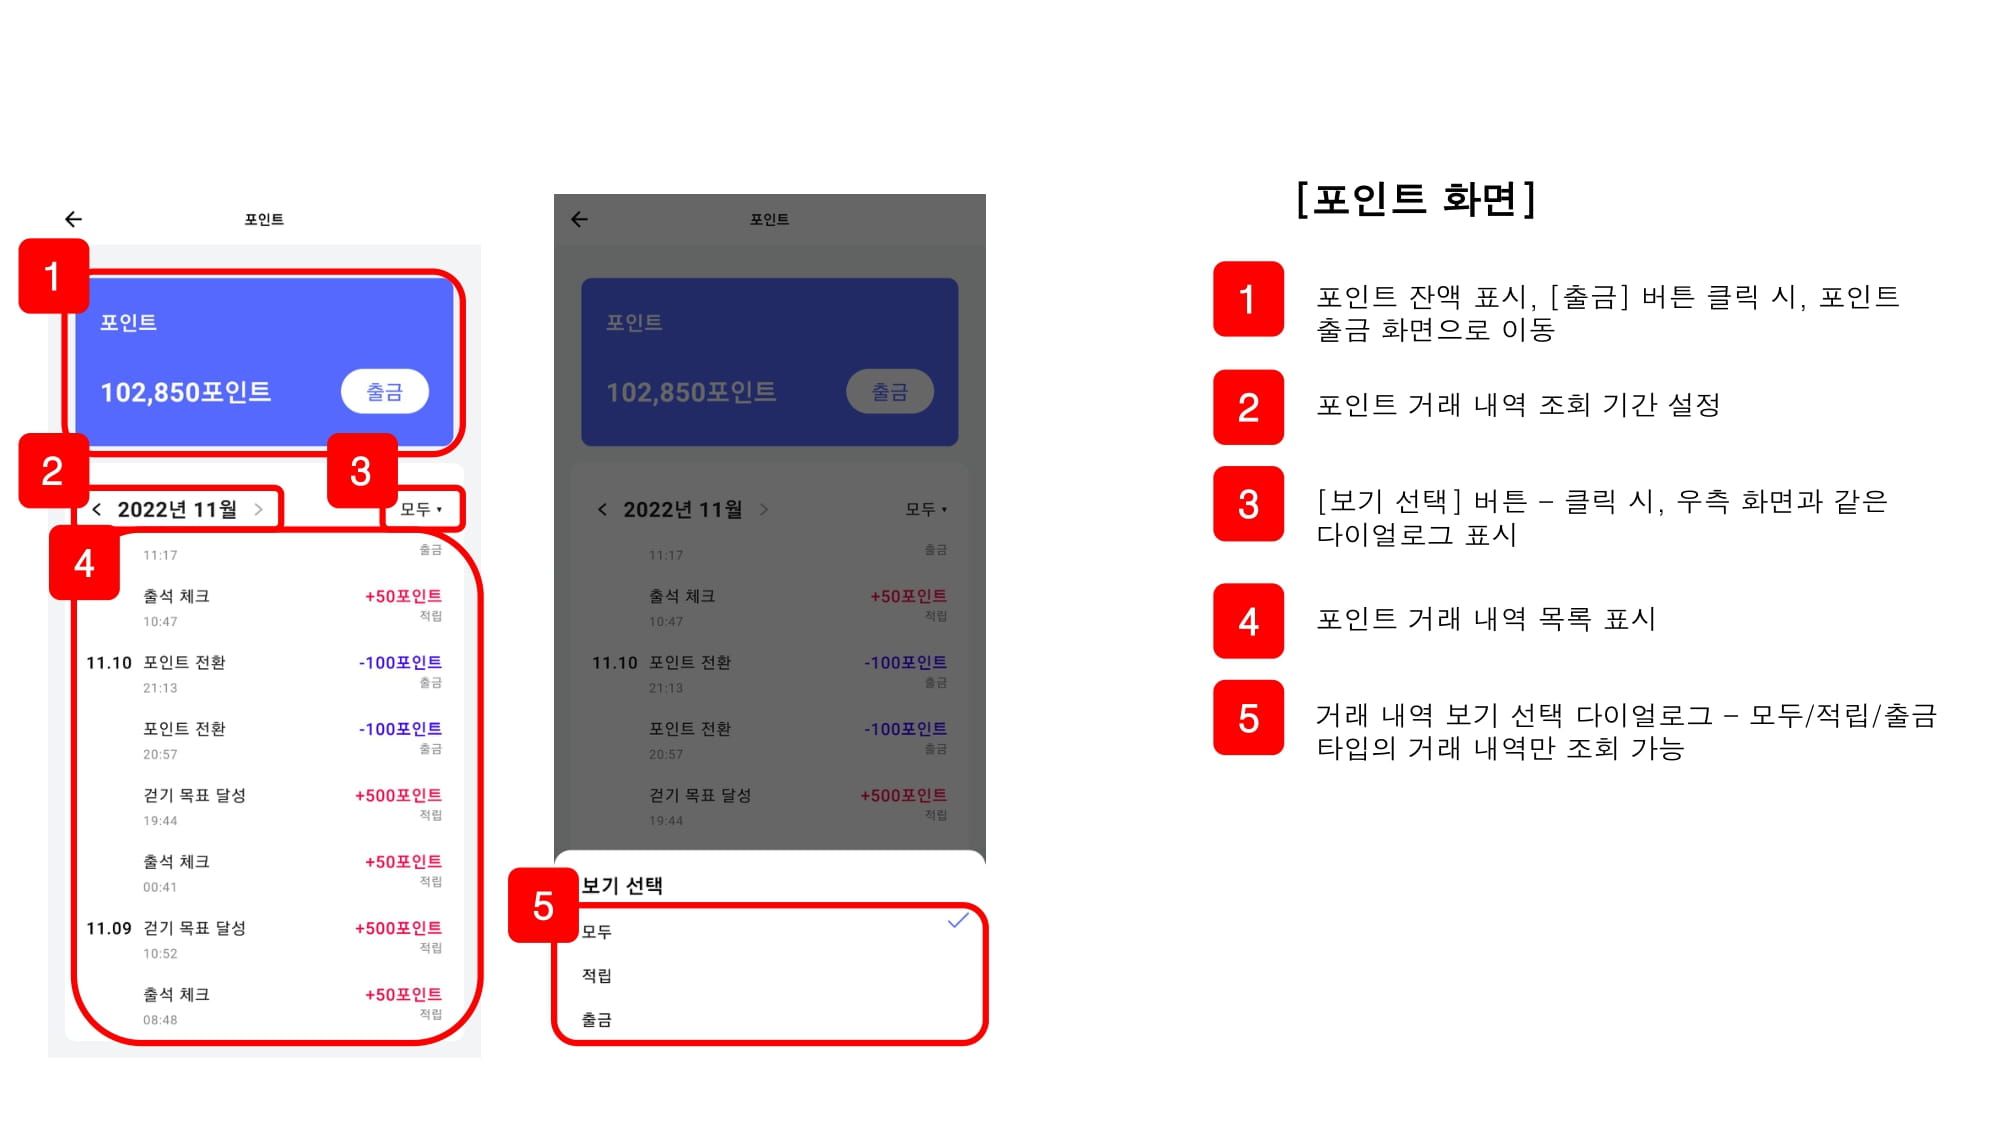 포인트
1
포인트
102,850포인트
출금
2
3
< 2022년 11월 >
모두 ▾
4
11:17
출금
출석 체크
+50포인트
10:47
적립
11.10
포인트 전환
-100포인트
21:13
출금
포인트 전환
-100포인트
20:57
출금
걷기 목표 달성
+500포인트
19:44
적립
출석 체크
+50포인트
00:41
적립
11.09
걷기 목표 달성
+500포인트
10:52
적립
출석 체크
+50포인트
08:48
적립
포인트
포인트
102,850포인트
출금
< 2022년 11월 >
모두 ▾
11:17
출금
출석 체크
+50포인트
10:47
적립
11.10
포인트 전환
-100포인트
21:13
출금
포인트 전환
-100포인트
20:57
출금
걷기 목표 달성
+500포인트
19:44
적립
5
보기 선택
모두
적립
출금
[포인트 화면]
1
포인트 잔액 표시, [출금] 버튼 클릭 시, 포인트
출금 화면으로 이동
2
포인트 거래 내역 조회 기간 설정
3
[보기 선택] 버튼 – 클릭 시, 우측 화면과 같은
다이얼로그 표시
4
포인트 거래 내역 목록 표시
5
거래 내역 보기 선택 다이얼로그 – 모두/적립/출금
타입의 거래 내역만 조회 가능